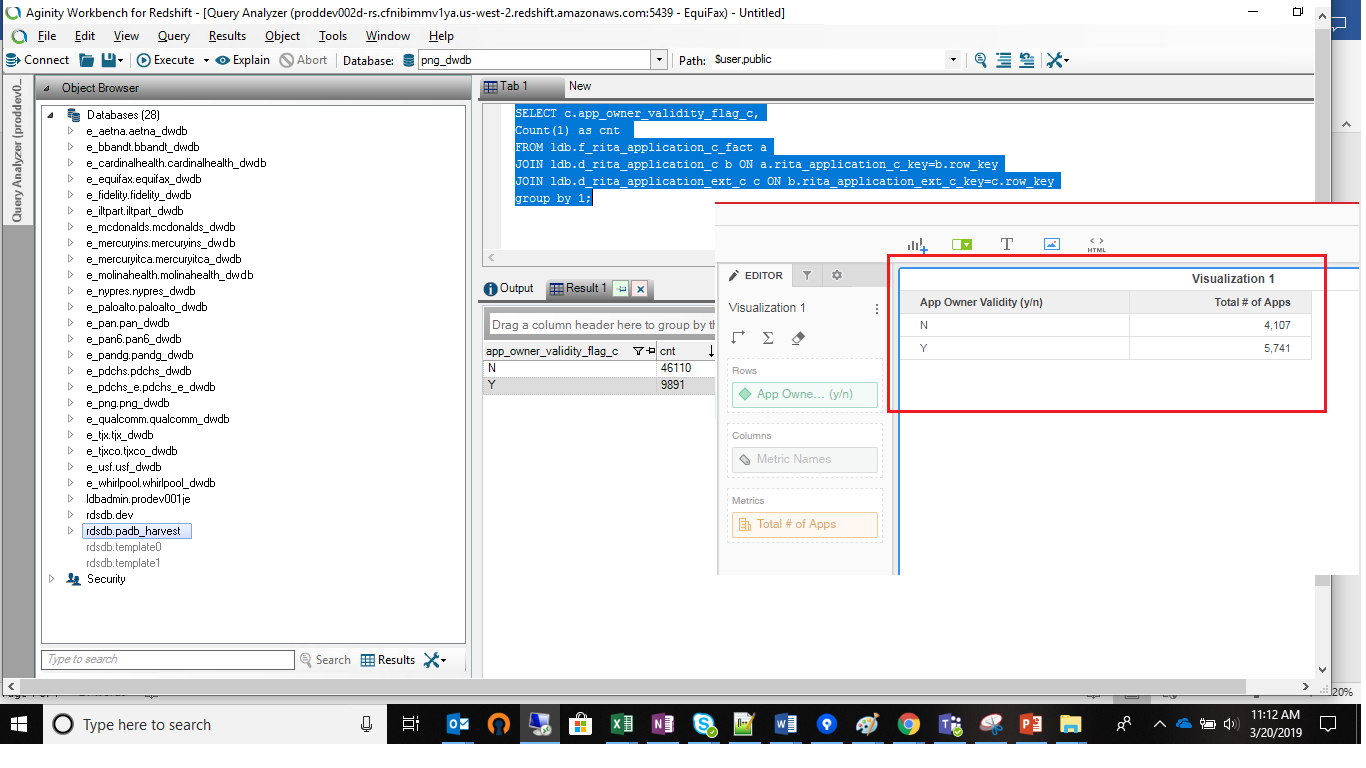 Aginity Workbench for Redshift - [Query Analyzer (proddev002d-rs.cfnibimmv1ya.us-west-2.redshift.amazonaws.com:5439 - EquiFax) - Untitled]
File Edit View Query Results Object Tools Window Help
Connect Execute Explain Abort Database: png_dwdb Path: $user,public
Query Analyzer (proddev0...
Object Browser
Databases (28)
e_aetna.aetna_dwdb
e_bbandt.bbandt_dwdb
e_cardinalhealth.cardinalhealth_dwdb
e_equifax.equifax_dwdb
e_fidelity.fidelity_dwdb
e_iltpart.iltpart_dwdb
e_mcdonalds.mcdonalds_dwdb
e_mercuryins.mercuryins_dwdb
e_mercuryitca.mercuryitca_dwdb
e_molinahealth.molinahealth_dwdb
e_nypres.nypres_dwdb
e_paloalto.paloalto_dwdb
e_pan.pan_dwdb
e_pan6.pan6_dwdb
e_pandg.pandg_dwdb
e_pdchs.pdchs_dwdb
e_pdchs_e.pdchs_e_dwdb
e_png.png_dwdb
e_qualcomm.qualcomm_dwdb
e_tjx.tjx_dwdb
e_tjxco.tjxco_dwdb
e_usf.usf_dwdb
e_whirlpool.whirlpool_dwdb
ldbadmin.prodev001je
rdsdb.dev
rdsdb.padb_harvest
rdsdb.template0
rdsdb.template1
Security
Type to search Search Results
Tab 1 New
SELECT c.app_owner_validity_flag_c,
Count(1) as cnt
FROM ldb.f_rita_application_c_fact a
JOIN ldb.d_rita_application_c b ON a.rita_application_c_key=b.row_key
JOIN ldb.d_rita_application_ext_c c ON b.rita_application_ext_c_key=c.row_key
group by 1;
Output Result 1
Drag a column header here to group by th
app_owner_validity_flag_c cnt
N 46110
Y 9891
T HTML
EDITOR
Visualization 1
Rows
App Owne... (y/n)
Columns
Metric Names
Metrics
Total # of Apps
Visualization 1
App Owner Validity (y/n) Total # of Apps
N 4,107
Y 5,741
20%
Type here to search
11:12 AM
3/20/2019